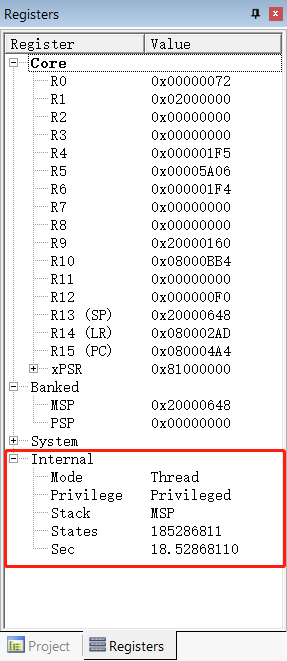 Registers
Register Value
Core
R0 0x00000072
R1 0x02000000
R2 0x00000000
R3 0x00000000
R4 0x000001F5
R5 0x00005A06
R6 0x000001F4
R7 0x00000000
R8 0x00000000
R9 0x20000160
R10 0x08000BB4
R11 0x00000000
R12 0x000000F0
R13 (SP) 0x20000648
R14 (LR) 0x080002AD
R15 (PC) 0x080004A4
xPSR 0x81000000
Banked
MSP 0x20000648
PSP 0x00000000
System
Internal
Mode Thread
Privilege Privileged
Stack MSP
States 185286811
Sec 18.52868110
Project Registers